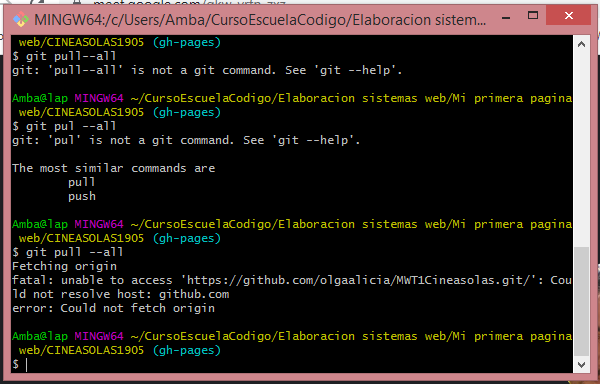 MINGW64:/c/Users/Amba/CursoEscuelaCodigo/Elaboracion sistem...
web/CINEASOLAS1905 (gh-pages)
$ git pull--all
git: 'pull--all' is not a git command. See 'git --help'.
Amba@lap MINGW64 ~/CursoEscuelaCodigo/Elaboracion sistemas web/Mi primera pagina
web/CINEASOLAS1905 (gh-pages)
$ git pul --all
git: 'pul' is not a git command. See 'git --help'.
The most similar commands are
pull
push
Amba@lap MINGW64 ~/CursoEscuelaCodigo/Elaboracion sistemas web/Mi primera pagina
web/CINEASOLAS1905 (gh-pages)
$ git pull --all
Fetching origin
fatal: unable to access 'https://github.com/olgaalicia/MWT1Cineasolas.git/': Cou
ld not resolve host: github.com
error: Could not fetch origin
Amba@lap MINGW64 ~/CursoEscuelaCodigo/Elaboracion sistemas web/Mi primera pagina
web/CINEASOLAS1905 (gh-pages)
$